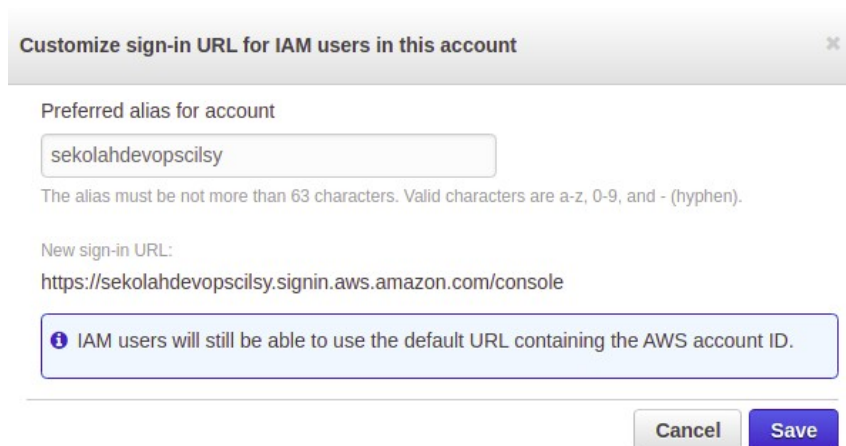 Customize sign-in URL for IAM users in this account
Preferred alias for account
sekolahdevopscilsy
The alias must be not more than 63 characters. Valid characters are a-z, 0-9, and - (hyphen).
New sign-in URL:
https://sekolahdevopscilsy.signin.aws.amazon.com/console
IAM users will still be able to use the default URL containing the AWS account ID.
Cancel Save